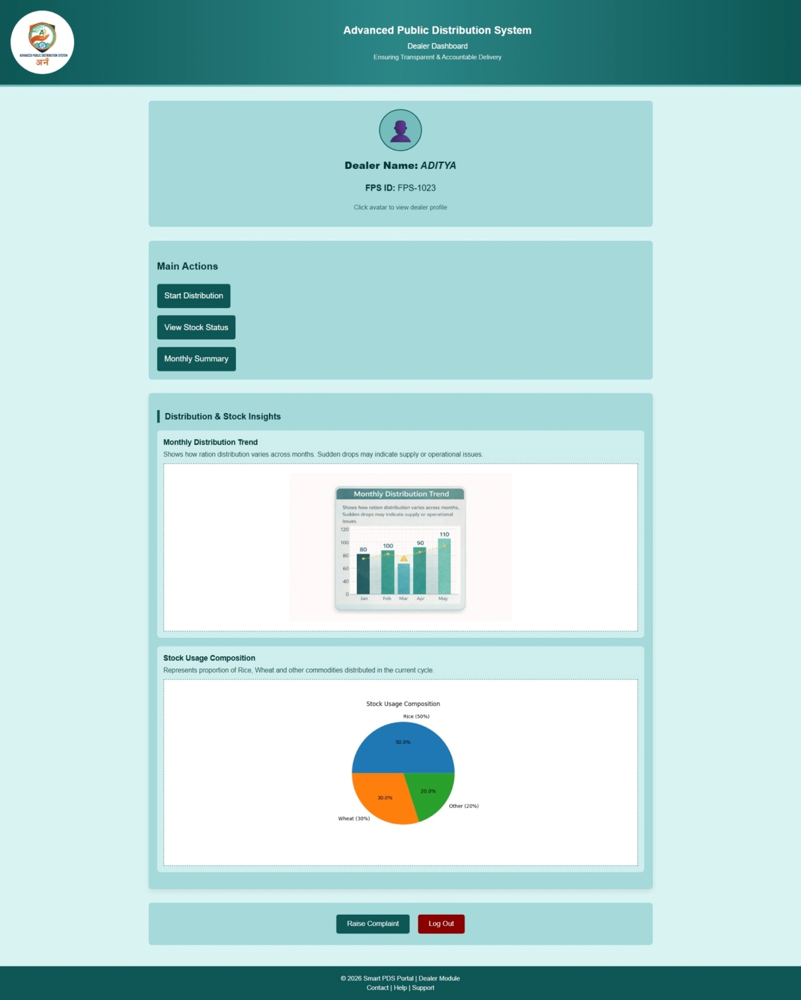 ADVANCED PUBLIC DISTRIBUTION SYSTEM
अनं
Advanced Public Distribution System
Dealer Dashboard
Ensuring Transparent & Accountable Delivery
Dealer Name: ADITYA
FPS ID: FPS-1023
Click avatar to view dealer profile
Main Actions
Start Distribution
View Stock Status
Monthly Summary
Distribution & Stock Insights
Monthly Distribution Trend
Shows how ration distribution varies across months. Sudden drops may indicate supply or operational issues.
Monthly Distribution Trend
Shows how ration distribution varies across months,
Sudden drops may indicate supply or operational
issues.
120
100
80
60
40
0
80
100
90
110
Jan
Feb
Mar
Apr
May
Stock Usage Composition
Represents proportion of Rice, Wheat and other commodities distributed in the current cycle.
Stock Usage Composition
Rice (50%)
50.0%
30.0%
20.0%
Other (20%)
Wheat (30%)
Raise Complaint
Log Out
© 2026 Smart PDS Portal | Dealer Module
Contact | Help | Support